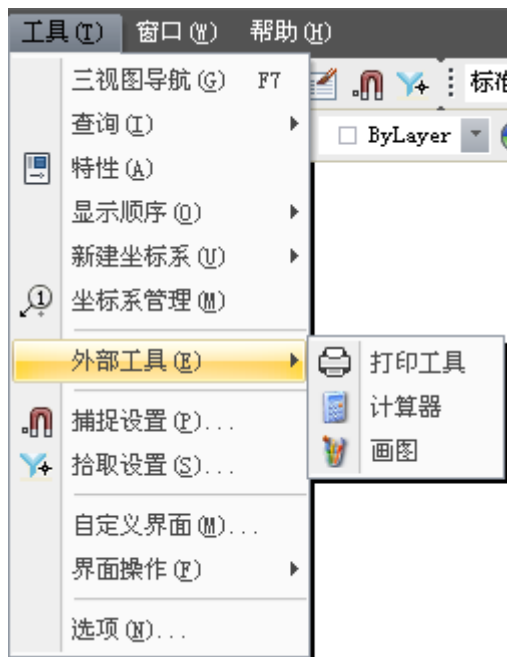 工具(T) 窗口(W) 帮助(H)
三视图导航(G) F7
标准
查询(I)
ByLayer
特性(A)
显示顺序(O)
新建坐标系(U)
坐标系管理(M)
外部工具(E)
打印工具
计算器
画图
捕捉设置(P)...
拾取设置(S)...
自定义界面(M)...
界面操作(F)
选项(N)...